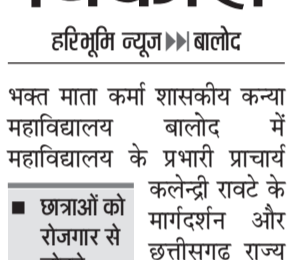 हरिभूमि न्यूज▶▶|बालोद
भक्त माता कर्मा शासकीय कन्या
महाविद्यालय बालोद में
महाविद्यालय के प्रभारी प्राचार्य
कलेन्द्री रावटे के
मार्गदर्शन और
छत्तीसगढ़ राज्य
■ छात्राओं को
रोजगार से